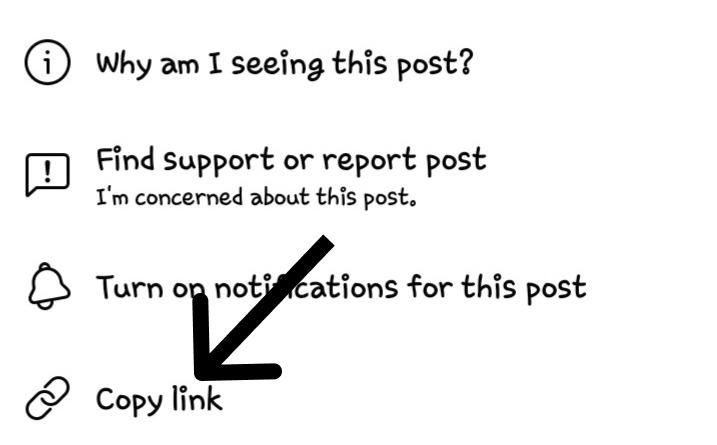 Why am I seeing this post?
Find support or report post
I'm concerned about this post.
Turn on notifications for this post
Copy link